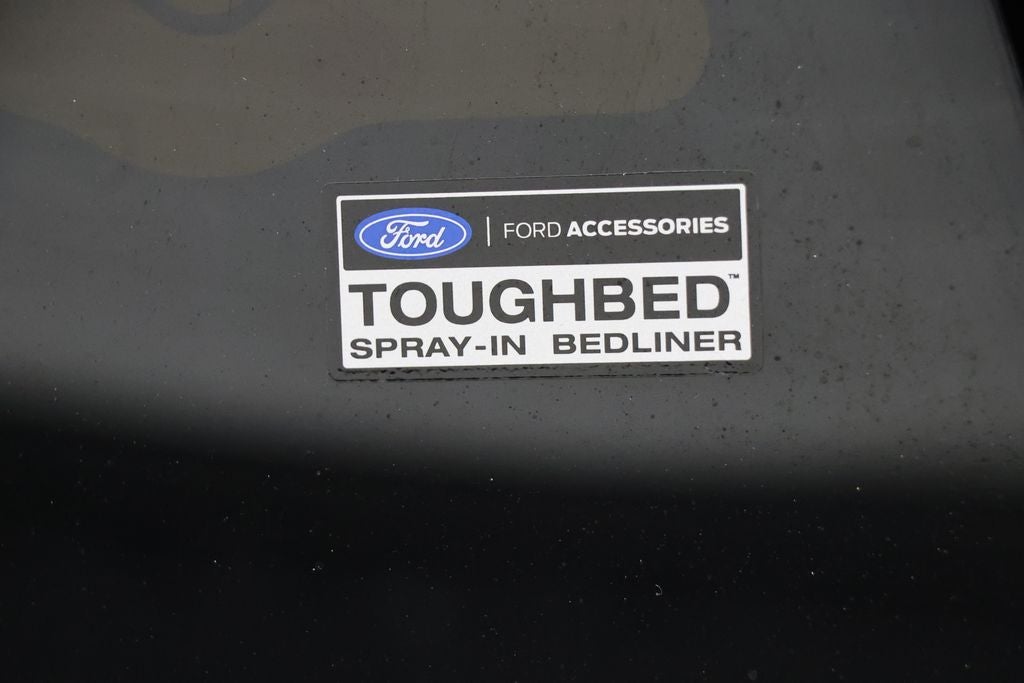 Ford | FORD ACCESSORIES
TOUGHBED™
SPRAY-IN BEDLINER